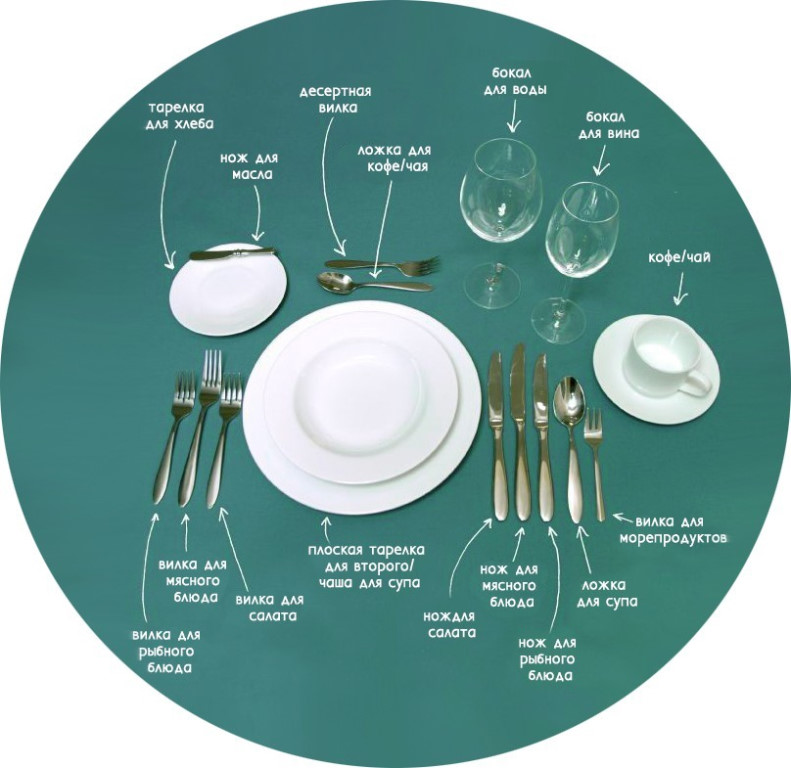 бокал
для воды
десертная
вилка
тарелка
для хлеба
бокал
для вина
ложка для
кофе/чая
нож для
масла
кофе/чай
вилка для
морепродуктов
плоская тарелка
для второго/
чаша для супа
вилка для
мясного
блюда
нож для
мясного
блюда
ложка
для супа
вилка для
салата
нождля
салата
вилка для
рыбного
блюда
нож для
рыбного
блюда